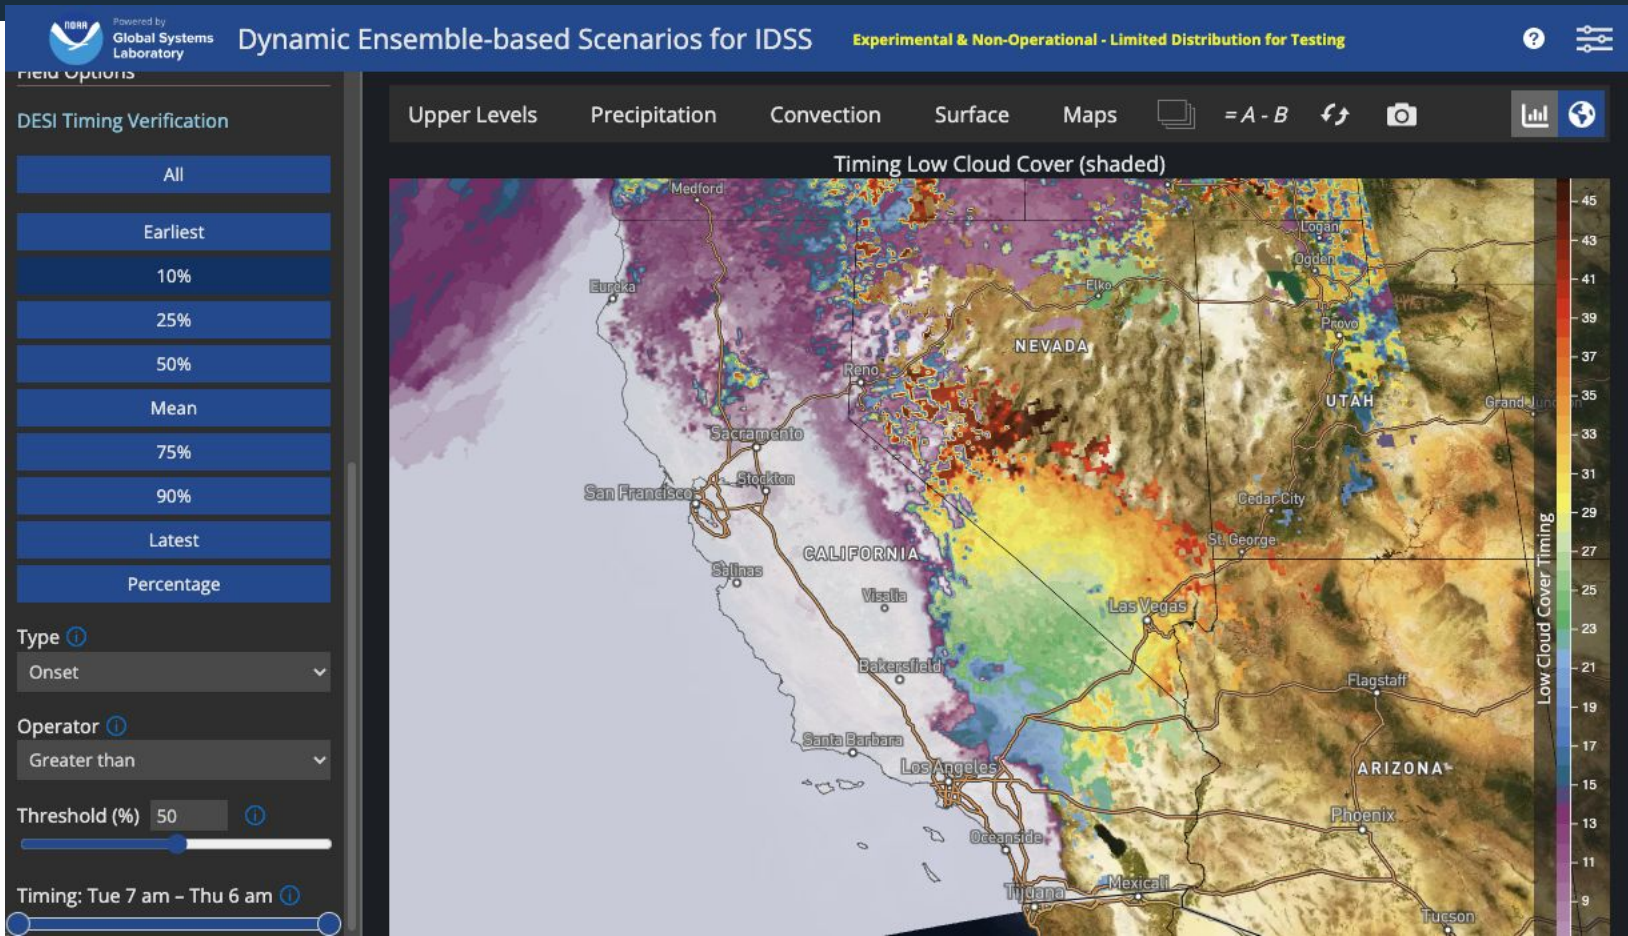 NOAA
Powered by
Global Systems
Laboratory
Dynamic Ensemble-based Scenarios for IDSS
Experimental & Non-Operational - Limited Distribution for Testing
?
Field Options
DESI Timing Verification
All
Earliest
10%
25%
50%
Mean
75%
90%
Latest
Percentage
Type
Onset
Operator
Greater than
Threshold (%) 50
Timing: Tue 7 am – Thu 6 am
Upper Levels Precipitation Convection Surface Maps = A - B
Timing Low Cloud Cover (shaded)
Medford
Logan
Ogden
Eureka
Elko
Provo
NEVADA
Reno
UTAH
Grand Junction
Sacramento
Stockton
San Francisco
Cedar City
St. George
CALIFORNIA
Salinas
Visalia
Las Vegas
Bakersfield
Flagstaff
Santa Barbara
Los Angeles
ARIZONA
Phoenix
Oceanside
Mexicali
Tijuana
Tucson
Low Cloud Cover Timing
45
43
41
39
37
35
33
31
29
27
25
23
21
19
17
15
13
11
9